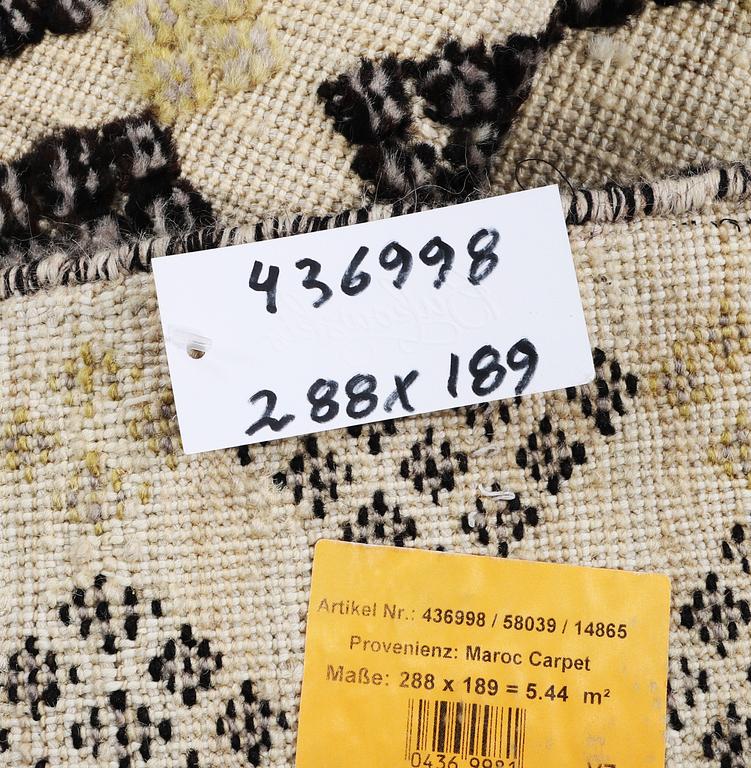 436998
288x189
Artikel Nr.: 436998 / 58039 / 14865
Provenienz: Maroc Carpet
Maße: 288 x 189 = 5.44 m²